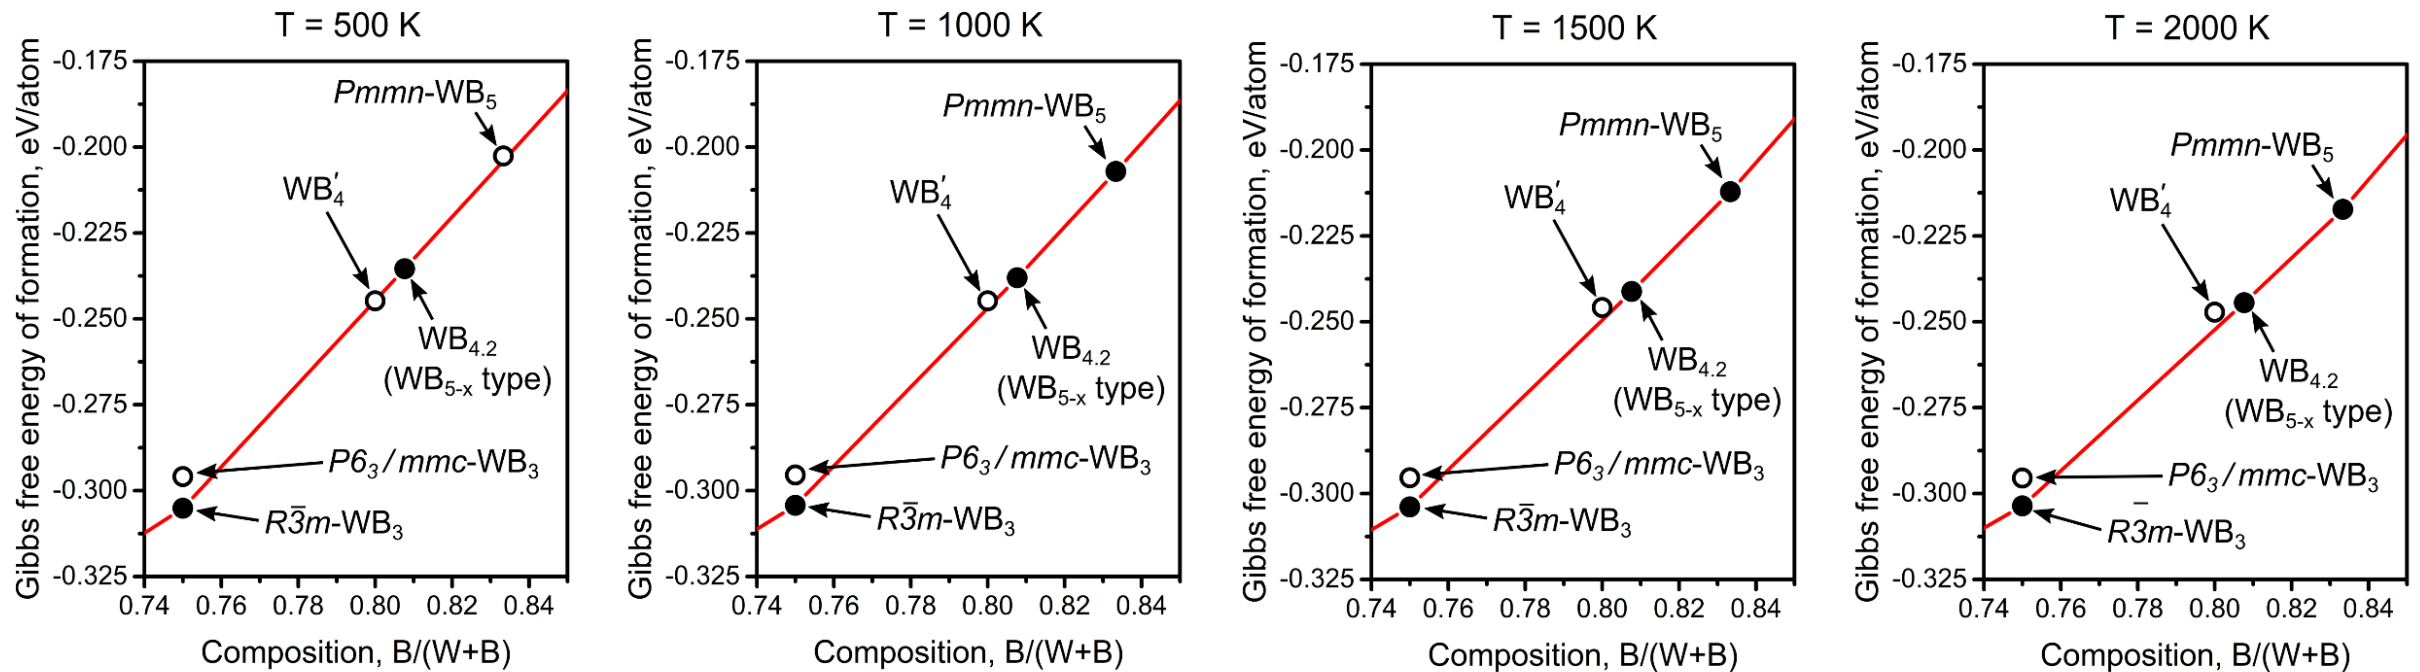 T = 500 K
Gibbs free energy of formation, eV/atom
-0.175
-0.200
-0.225
-0.250
-0.275
-0.300
-0.325
Pmmn-WB₅
WB₄′
WB₄.₂
(WB₅₋ₓ type)
P6₃/mmc-WB₃
R3̅m-WB₃
0.74 0.76 0.78 0.80 0.82 0.84
Composition, B/(W+B)
T = 1000 K
Gibbs free energy of formation, eV/atom
-0.175
-0.200
-0.225
-0.250
-0.275
-0.300
-0.325
Pmmn-WB₅
WB₄′
WB₄.₂
(WB₅₋ₓ type)
P6₃/mmc-WB₃
R3̅m-WB₃
0.74 0.76 0.78 0.80 0.82 0.84
Composition, B/(W+B)
T = 1500 K
Gibbs free energy of formation, eV/atom
-0.175
-0.200
-0.225
-0.250
-0.275
-0.300
-0.325
Pmmn-WB₅
WB₄′
WB₄.₂
(WB₅₋ₓ type)
P6₃/mmc-WB₃
R3̅m-WB₃
0.74 0.76 0.78 0.80 0.82 0.84
Composition, B/(W+B)
T = 2000 K
Gibbs free energy of formation, eV/atom
-0.175
-0.200
-0.225
-0.250
-0.275
-0.300
-0.325
Pmmn-WB₅
WB₄′
WB₄.₂
(WB₅₋ₓ type)
P6₃/mmc-WB₃
R3̅m-WB₃
0.74 0.76 0.78 0.80 0.82 0.84
Composition, B/(W+B)